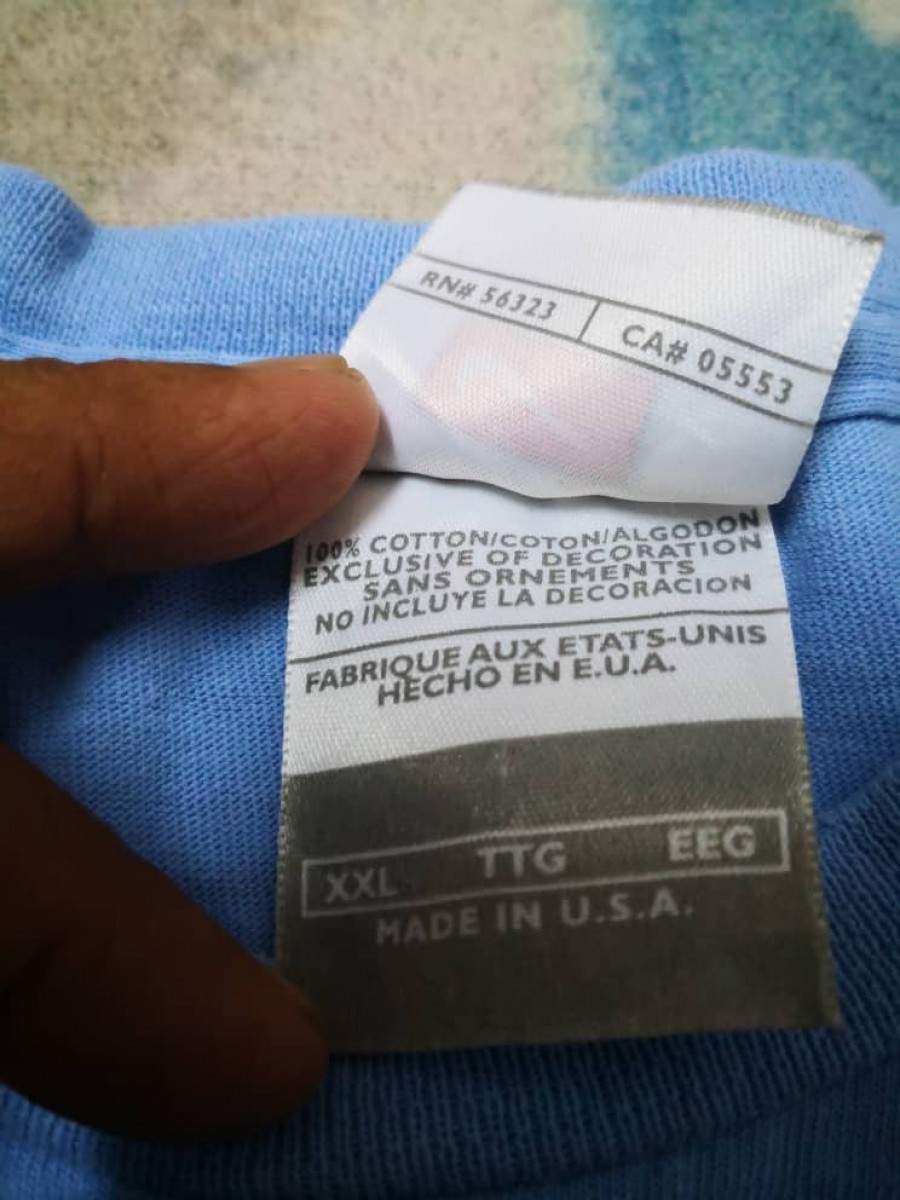 RN# 56323 CA# 05553
100% COTTON/COTON/ALGODON
EXCLUSIVE OF DECORATION
SANS ORNEMENTS
NO INCLUYE LA DECORACION
FABRIQUE AUX ETATS-UNIS
HECHO EN E.U.A.
XXL TTG EEG
MADE IN U.S.A.